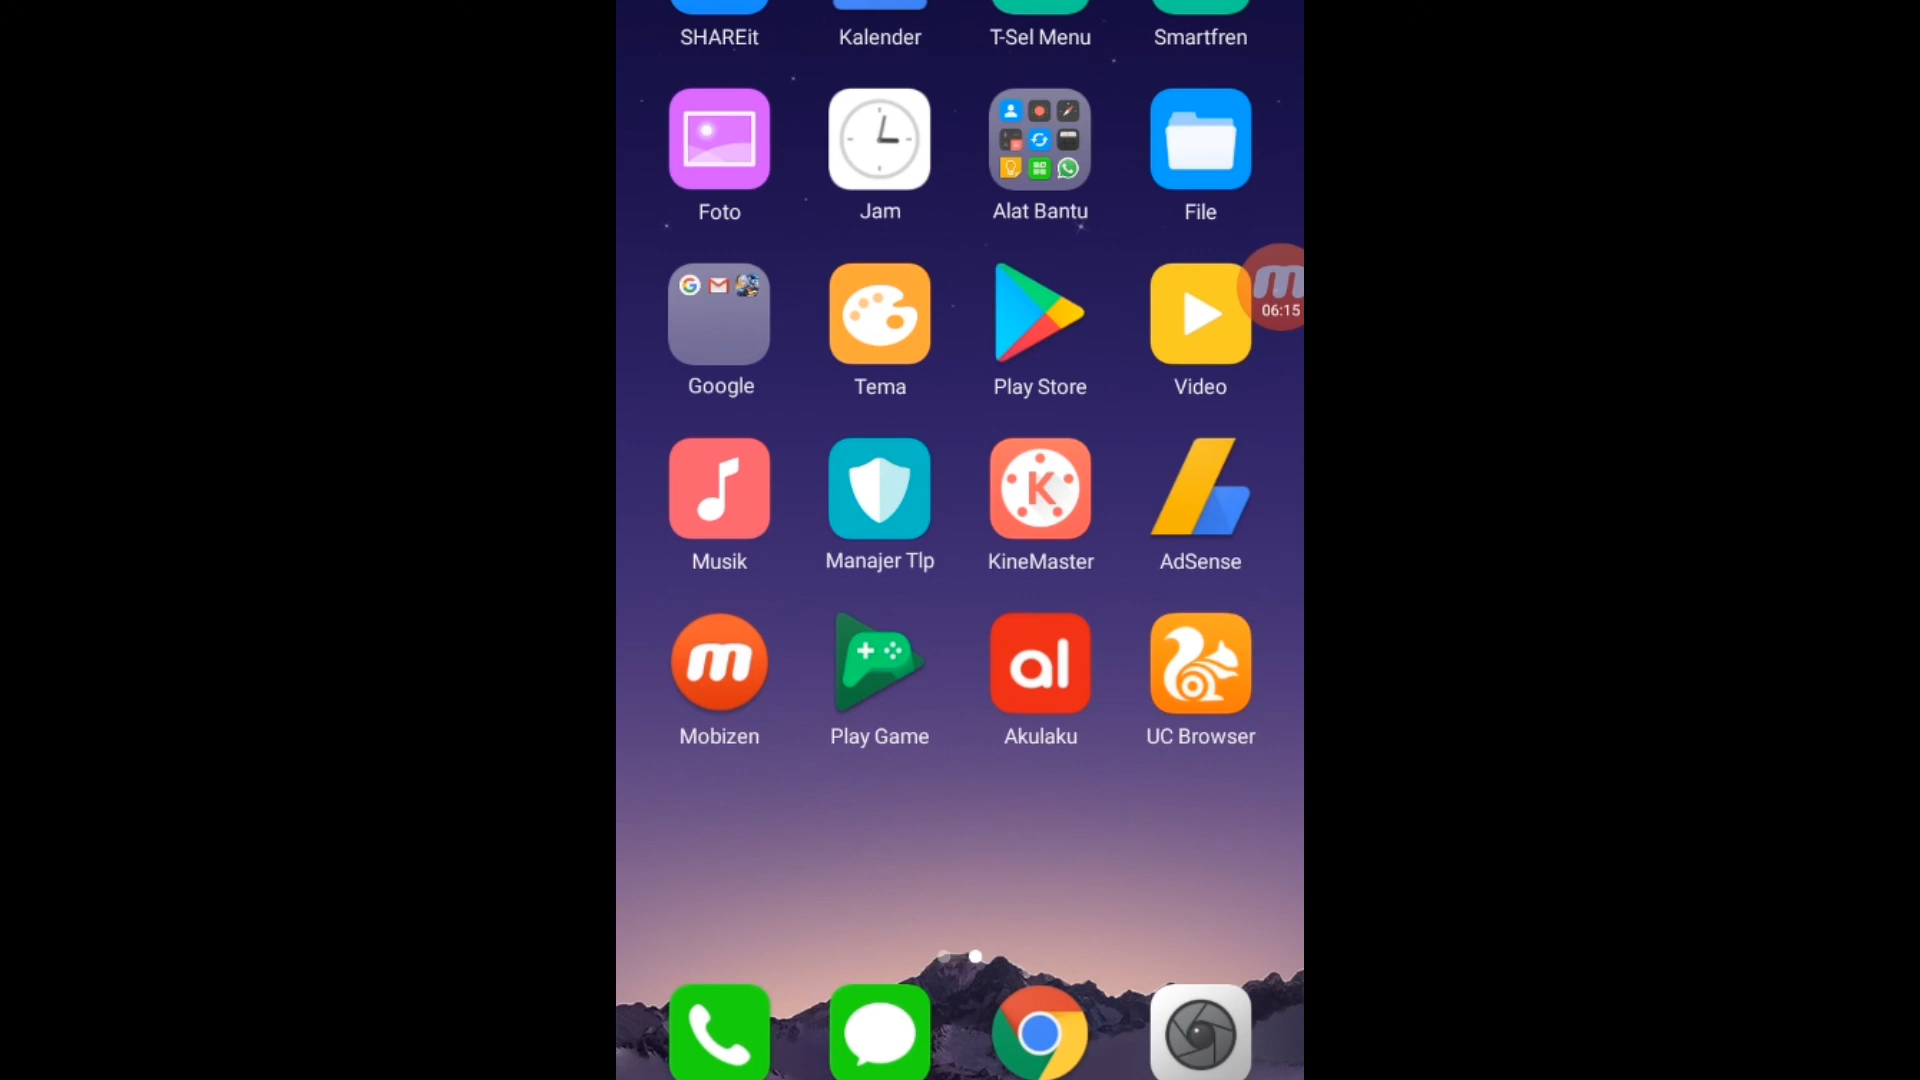 SHAREit
Kalender
T-Sel Menu
Smartfren
Foto
Jam
Alat Bantu
File
m
06:15
Google
Tema
Play Store
Video
K
Musik
Manajer Tlp
KineMaster
AdSense
m
al
Mobizen
Play Game
Akulaku
UC Browser